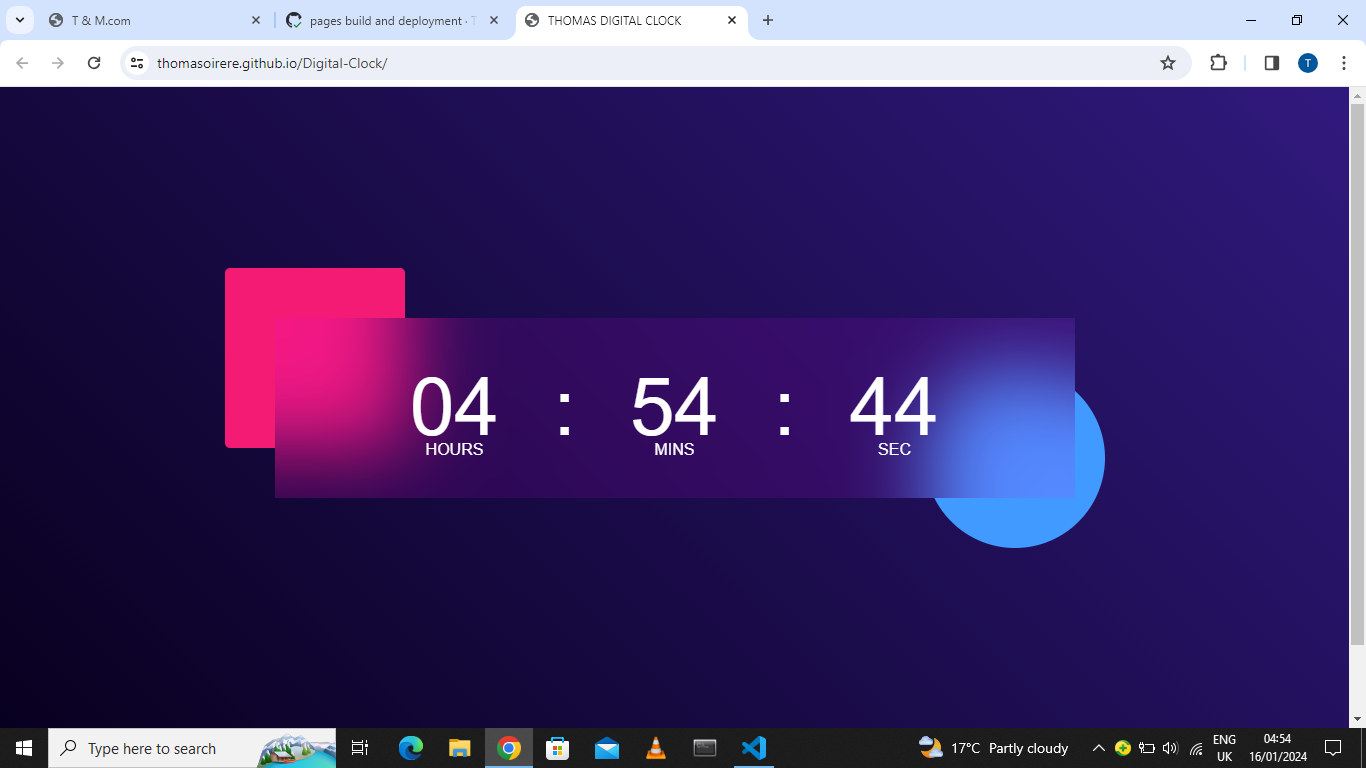 T & M.com
pages build and deployment ·
THOMAS DIGITAL CLOCK
thomasoirere.github.io/Digital-Clock/
T
04 : 54 : 44
HOURS MINS SEC
Type here to search
17°C Partly cloudy
ENG
UK
04:54
16/01/2024